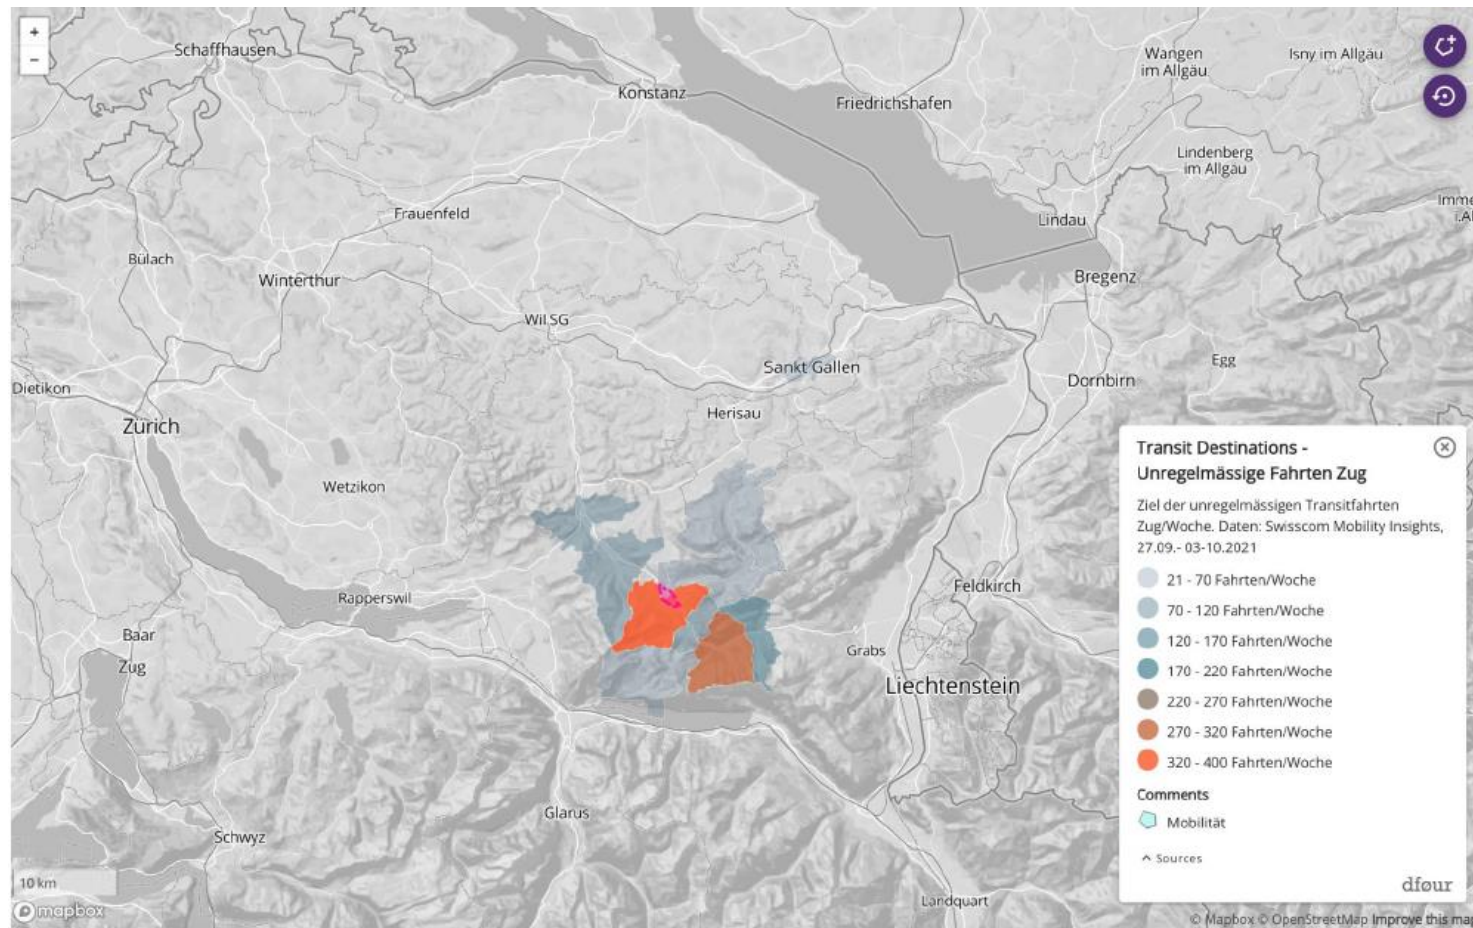 +
−
Schaffhausen
Konstanz
Friedrichshafen
Wangen
im Allgäu
Isny im Allgäu
Lindenberg
im Allgäu
Imme
i.Al
Frauenfeld
Lindau
Bülach
Winterthur
Bregenz
Wil SG
Sankt Gallen
Egg
Dietikon
Dornbirn
Zürich
Herisau
Wetzikon
Feldkirch
Rapperswil
Baar
Zug
Grabs
Liechtenstein
Glarus
Schwyz
Landquart
10 km
mapbox
Transit Destinations -
Unregelmässige Fahrten Zug
Ziel der unregelmässigen Transitfahrten
Zug/Woche. Daten: Swisscom Mobility Insights,
27.09.- 03-10.2021
21 - 70 Fahrten/Woche
70 - 120 Fahrten/Woche
120 - 170 Fahrten/Woche
170 - 220 Fahrten/Woche
220 - 270 Fahrten/Woche
270 - 320 Fahrten/Woche
320 - 400 Fahrten/Woche
Comments
Mobilität
Sources
dføur
© Mapbox © OpenStreetMap Improve this map